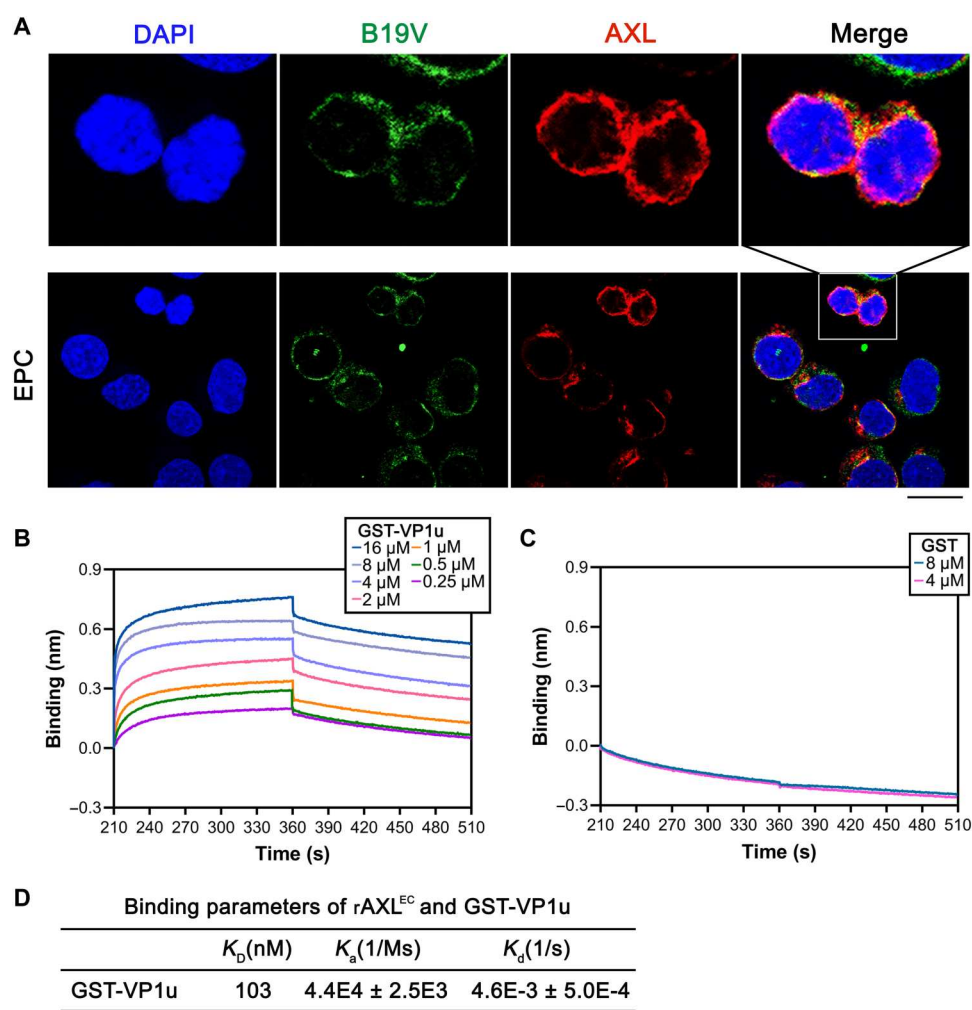 A
DAPI B19V AXL Merge
EPC
B
GST-VP1u
16 µM 1 µM
8 µM 0.5 µM
4 µM 0.25 µM
2 µM
0.9
0.6
0.3
0.0
−0.3
Binding (nm)
210 240 270 300 330 360 390 420 450 480 510
Time (s)
C
GST
8 µM
4 µM
0.9
0.6
0.3
0.0
−0.3
Binding (nm)
210 240 270 300 330 360 390 420 450 480 510
Time (s)
D
Binding parameters of rAXL^EC and GST-VP1u
K_D(nM) K_a(1/Ms) K_d(1/s)
GST-VP1u 103 4.4E4 ± 2.5E3 4.6E-3 ± 5.0E-4